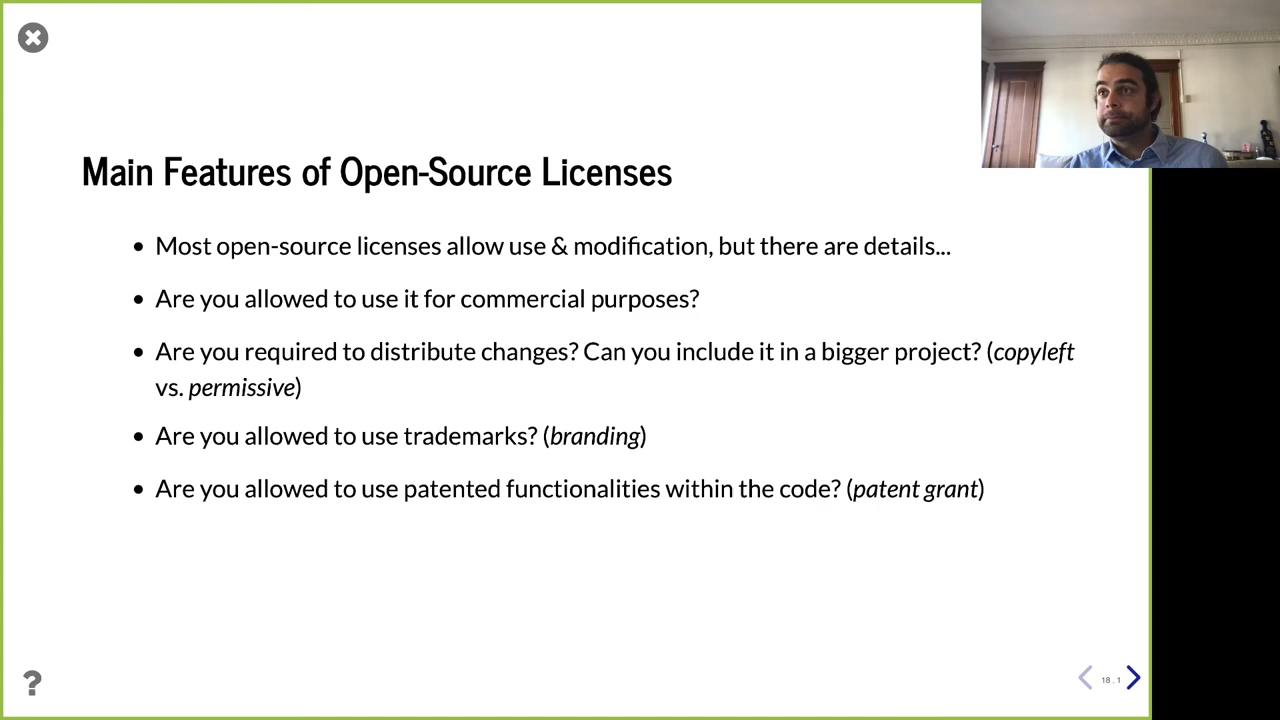 Main Features of Open-Source Licenses
• Most open-source licenses allow use & modification, but there are details...
• Are you allowed to use it for commercial purposes?
• Are you required to distribute changes? Can you include it in a bigger project? (copyleft
vs. permissive)
• Are you allowed to use trademarks? (branding)
• Are you allowed to use patented functionalities within the code? (patent grant)
?
18.1